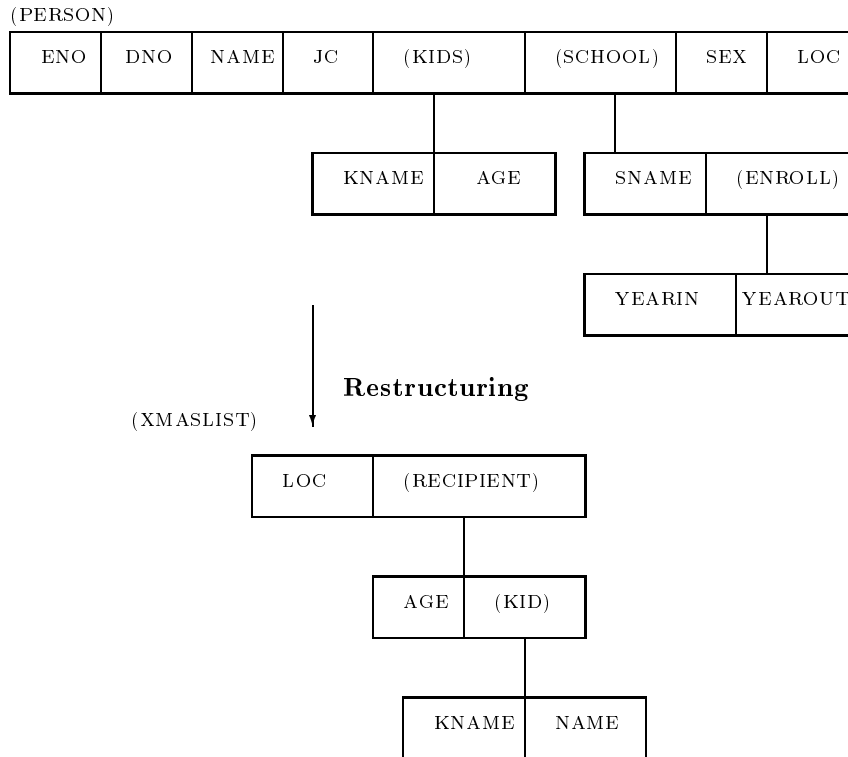 (PERSON)
ENO DNO NAME JC (KIDS) (SCHOOL) SEX LOC
KNAME AGE SNAME (ENROLL)
YEARIN YEAROUT
Restructuring
(XMASLIST)
LOC (RECIPIENT)
AGE (KID)
KNAME NAME